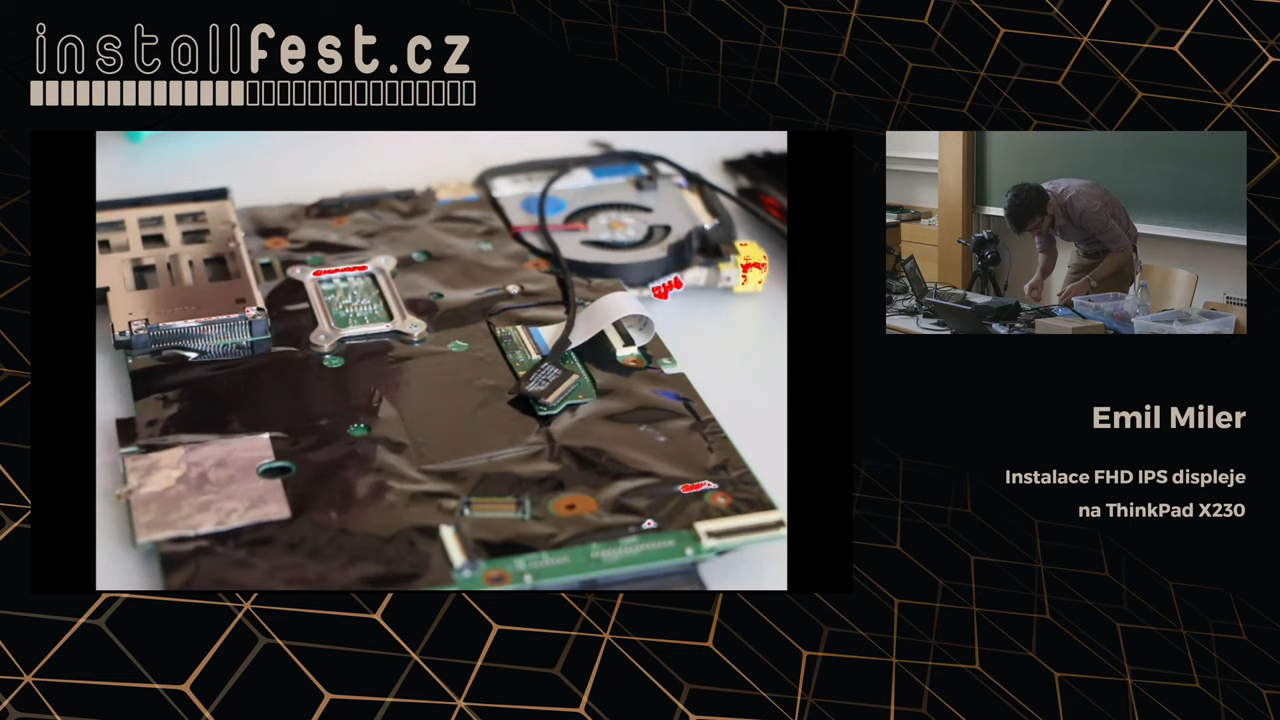 installfest.cz
Emil Miler
Instalace FHD IPS displeje
na ThinkPad X230